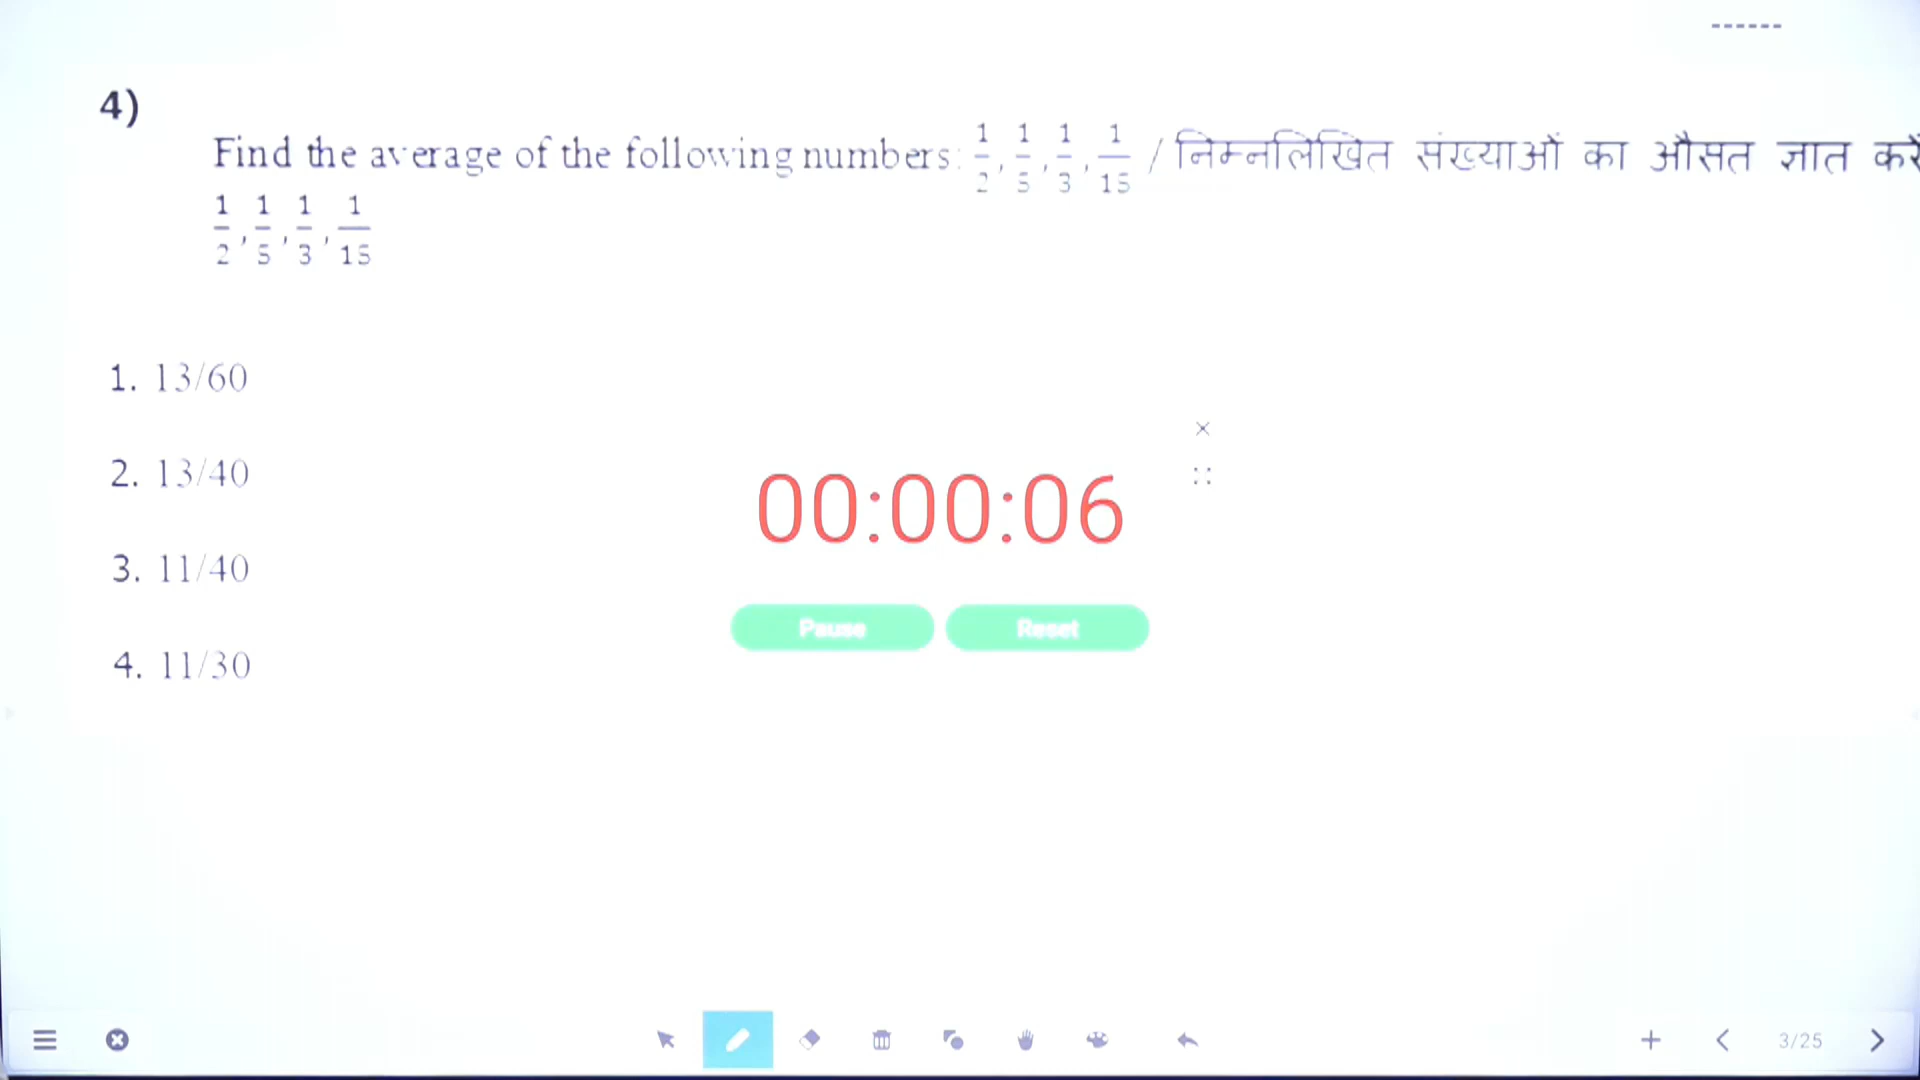 4)
Find the average of the following numbers: 1/2, 1/5, 1/3, 1/15 / निम्नलिखित संख्याओं का औसत ज्ञात करें
1/2, 1/5, 1/3, 1/15
1. 13/60
2. 13/40
3. 11/40
4. 11/30
00:00:06
Pause Reset
3/25